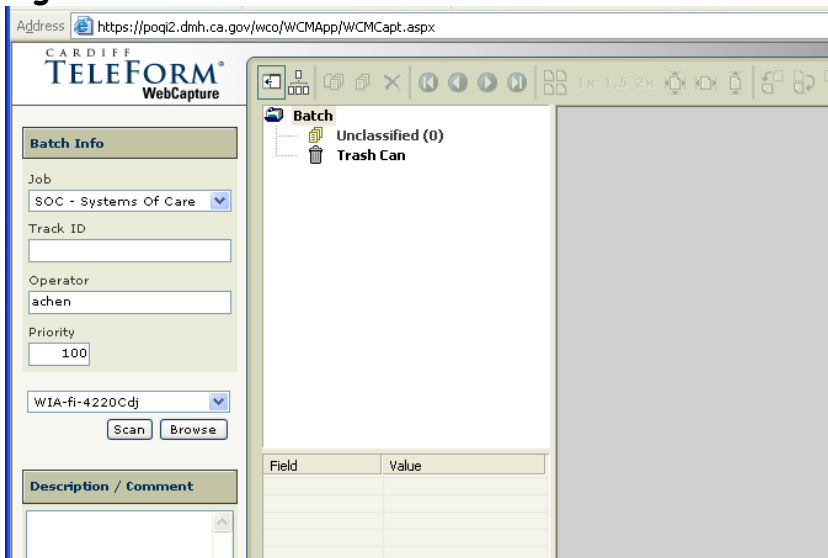 Address https://poqi2.dmh.ca.gov/wco/WCMApp/WCMCapt.aspx
CARDIFF
TELEFORM®
WebCapture
1x 1.5 2x
Batch
Unclassified (0)
Trash Can
Batch Info
Job
SOC - Systems Of Care
Track ID
Operator
achen
Priority
100
WIA-fi-4220Cdj
Scan Browse
Field Value
Description / Comment